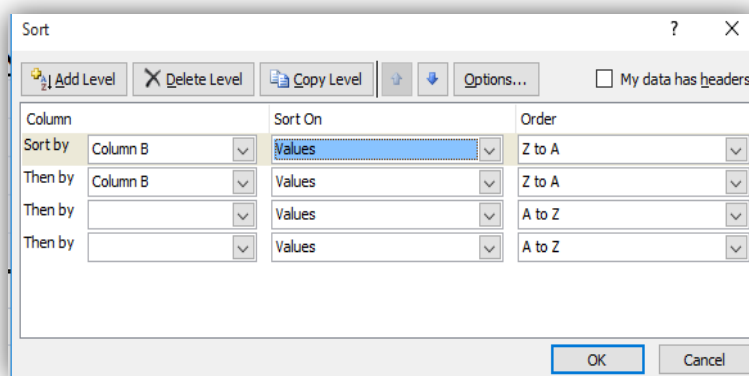 Sort ? X
Add Level Delete Level Copy Level Options... My data has headers
Column Sort On Order
Sort by Column B Values Z to A
Then by Column B Values Z to A
Then by Values A to Z
Then by Values A to Z
OK Cancel